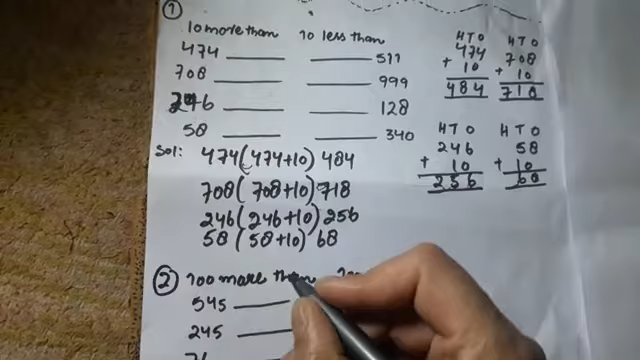 ①
10 more than 10 less than
474 ______ ______ 511
708 ______ ______ 999
246 ______ ______ 128
58 ______ ______ 340
Sol: 474(474+10) 484
708(708+10) 718
246(246+10) 256
58(58+10) 68
H T O
474
+ 10
484
H T O
708
+ 10
718
H T O
246
+ 10
256
H T O
58
+ 10
68
② 100 more than
545 ______
245 ______